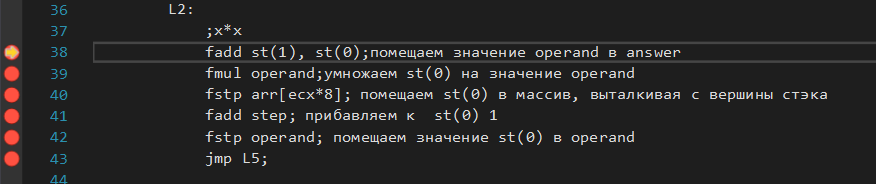 36 L2:
37 ;x*x
38 fadd st(1), st(0);помещаем значение operand в answer
39 fmul operand;умножаем st(0) на значение operand
40 fstp arr[ecx*8]; помещаем st(0) в массив, выталкивая с вершины стэка
41 fadd step; прибавляем к  st(0) 1
42 fstp operand; помещаем значение st(0) в operand
43 jmp L5;
44